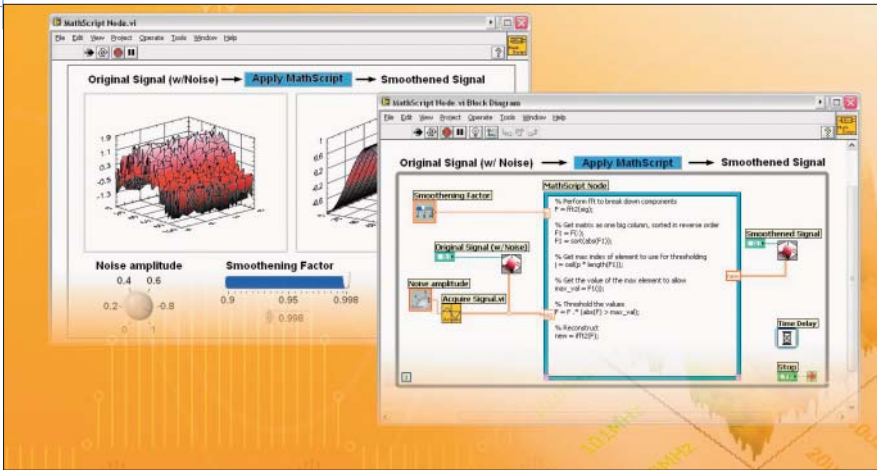 MathScript Node.vi
File Edit View Project Operate Tools Window Help
Original Signal (w/Noise) Apply MathScript Smoothened Signal
1.9
1.1
0.3
-0.5
-1.3
Noise amplitude
0.4 0.6
0.2 0.8
0 1
Smoothening Factor
0.9 0.95 0.998
0.998
MathScript Node.vi Block Diagram
File Edit View Project Operate Tools Window Help
Original Signal (w/ Noise) Apply MathScript Smoothened Signal
Smoothening Factor
Original Signal (w/Noise)
Noise amplitude
Acquire Signal.vi
MathScript Node
% Perform fft to break down components
F = fft2(sig);
% Get matrix as one big column, sorted in reverse order
F1 = F(:);
F1 = sort(abs(F1));
% Get max index of element to use for thresholding
j = ceil(p * length(F1));
% Get the value of the max element to allow
max_val = F1(j);
% Threshold the values
F = F .* (abs(F) > max_val);
% Reconstruct
new = ifft2(F);
new
Smoothened Signal
Time Delay
Stop
i
101MHz
MHz